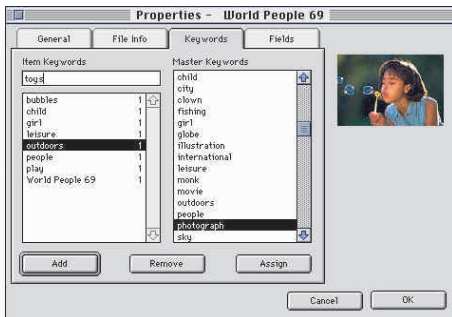 Properties - World People 69
General File Info Keywords Fields
Item Keywords
toys
bubbles 1
child 1
girl 1
leisure 1
outdoors 1
people 1
play 1
World People 69 1
Master Keywords
child
city
clown
fishing
girl
globe
illustration
international
leisure
monk
movie
outdoors
people
photograph
sky
Add Remove Assign
Cancel OK